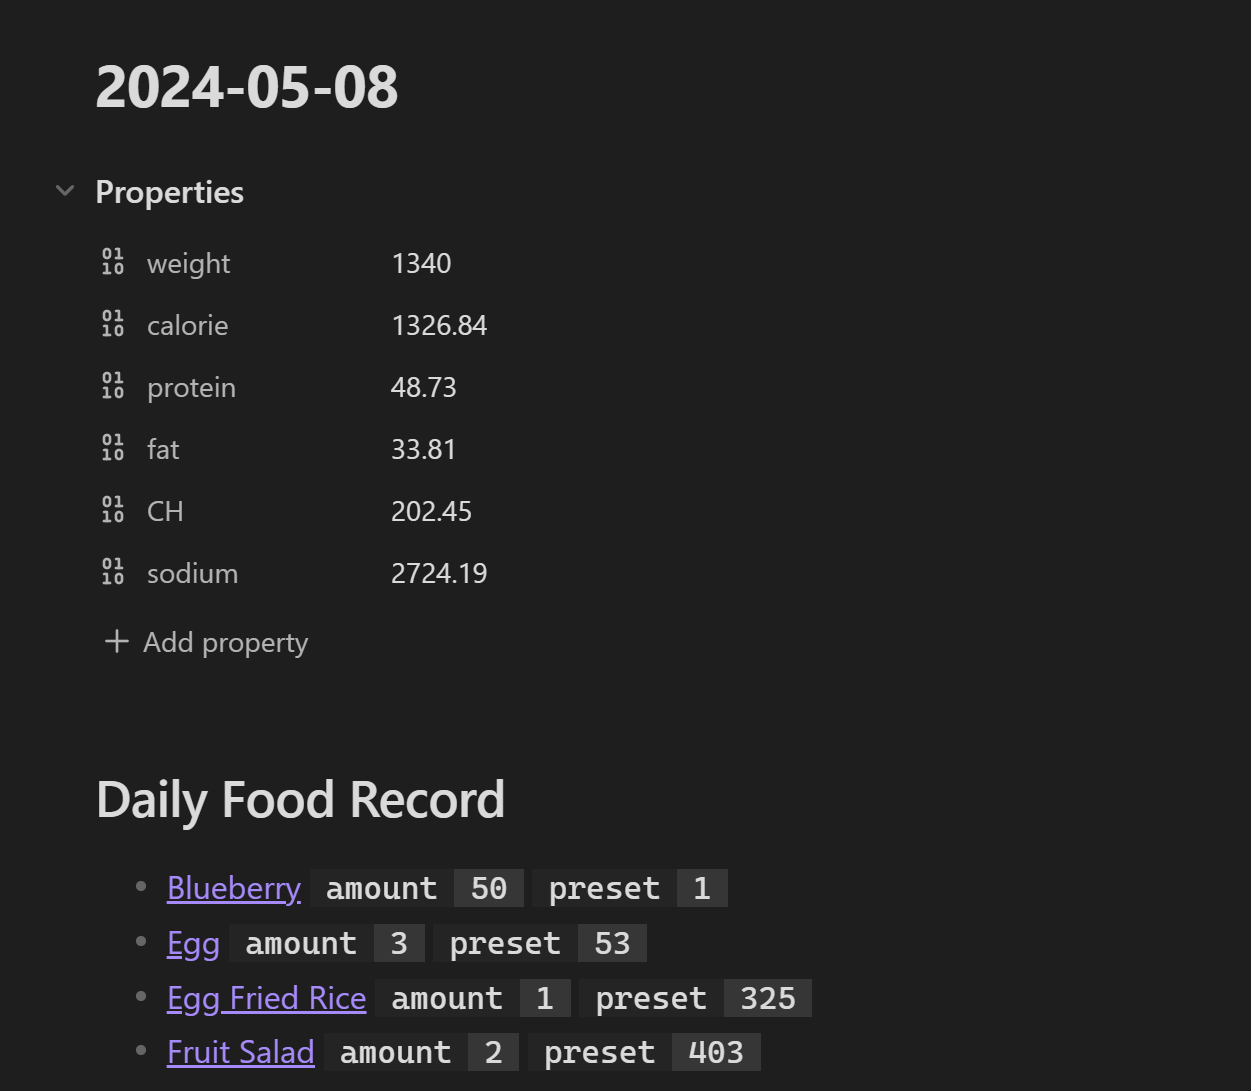 2024-05-08
Properties
weight 1340
calorie 1326.84
protein 48.73
fat 33.81
CH 202.45
sodium 2724.19
Add property
Daily Food Record
Blueberry amount 50 preset 1
Egg amount 3 preset 53
Egg Fried Rice amount 1 preset 325
Fruit Salad amount 2 preset 403